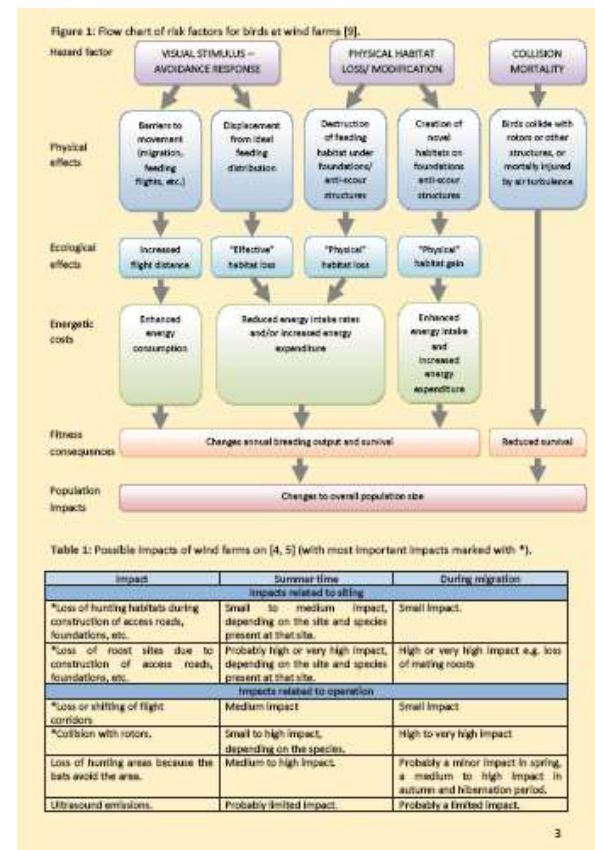 Figure 1: Flow chart of risk factors for birds at wind farms [9].
Hazard factor
VISUAL STIMULUS –
AVOIDANCE RESPONSE
PHYSICAL HABITAT
LOSS/ MODIFICATION
COLLISION
MORTALITY
Physical
effects
Barriers to
movement
(migration,
feeding
flights, etc.)
Displacement
from ideal
feeding
distribution
Destruction
of feeding
habitat under
foundations/
anti-scour
structures
Creation of
novel
habitats on
foundations
anti-scour
structures
Birds collide with
rotors or other
structures, or
mortally injured
by air turbulence
Ecological
effects
Increased
flight distance
"Effective"
habitat loss
"Physical"
habitat loss
"Physical"
habitat gain
Energetic
costs
Enhanced
energy
consumption
Reduced energy intake rates
and/or increased energy
expenditure
Enhanced
energy intake
and
increased
energy
expenditure
Fitness
consequences
Changes annual breeding output and survival
Reduced survival
Population
impacts
Changes to overall population size
Table 1: Possible impacts of wind farms on [4, 5] (with most important impacts marked with *).
Impact
Summer time
During migration
Impacts related to siting
*Loss of hunting habitats during
construction of access roads,
foundations, etc.
Small to medium impact,
depending on the site and species
present at that site.
Small impact.
*Loss of roost sites due to
construction of access roads,
foundations, etc.
Probably high or very high impact,
depending on the site and species
present at that site.
High or very high impact e.g. loss
of mating roosts
Impacts related to operation
*Loss or shifting of flight
corridors
Medium impact
Small impact
*Collision with rotors.
Small to high impact,
depending on the species.
High to very high impact
Loss of hunting areas because the
bats avoid the area.
Medium to high impact.
Probably a minor impact in spring,
a medium to high impact in
autumn and hibernation period.
Ultrasound emissions.
Probably limited impact.
Probably a limited impact.
3